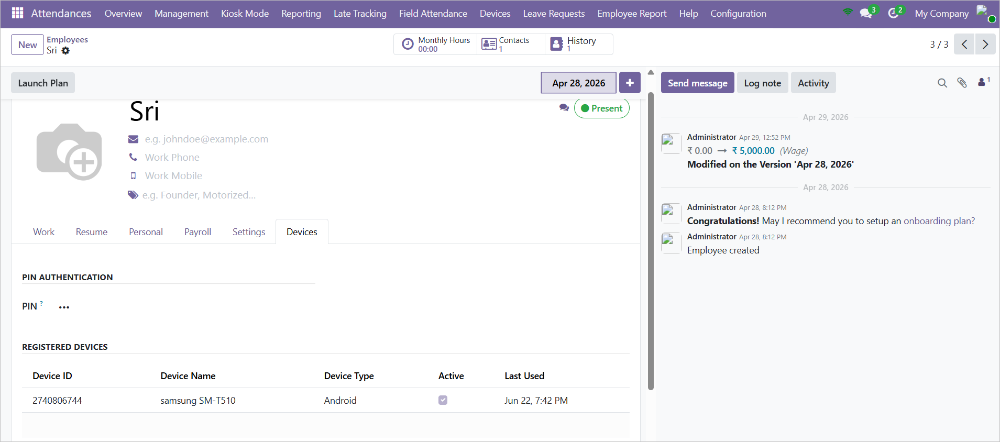 Attendances Overview Management Kiosk Mode Reporting Late Tracking Field Attendance Devices Leave Requests Employee Report Help Configuration 3 2 My Company
New
Employees
Sri
Monthly Hours
00:00
Contacts
1
History
1
3 / 3
Launch Plan
Apr 28, 2026
+
Send message
Log note
Activity
1
Sri
Present
e.g. johndoe@example.com
Work Phone
Work Mobile
e.g. Founder, Motorized...
Work Resume Personal Payroll Settings Devices
PIN AUTHENTICATION
PIN ? •••
REGISTERED DEVICES
Device ID Device Name Device Type Active Last Used
2740806744 samsung SM-T510 Android Jun 22, 7:42 PM
Apr 29, 2026
Administrator Apr 29, 12:52 PM
₹ 0.00 → ₹ 5,000.00 (Wage)
Modified on the Version 'Apr 28, 2026'
Apr 28, 2026
Administrator Apr 28, 8:12 PM
Congratulations! May I recommend you to setup an onboarding plan?
Administrator Apr 28, 8:12 PM
Employee created